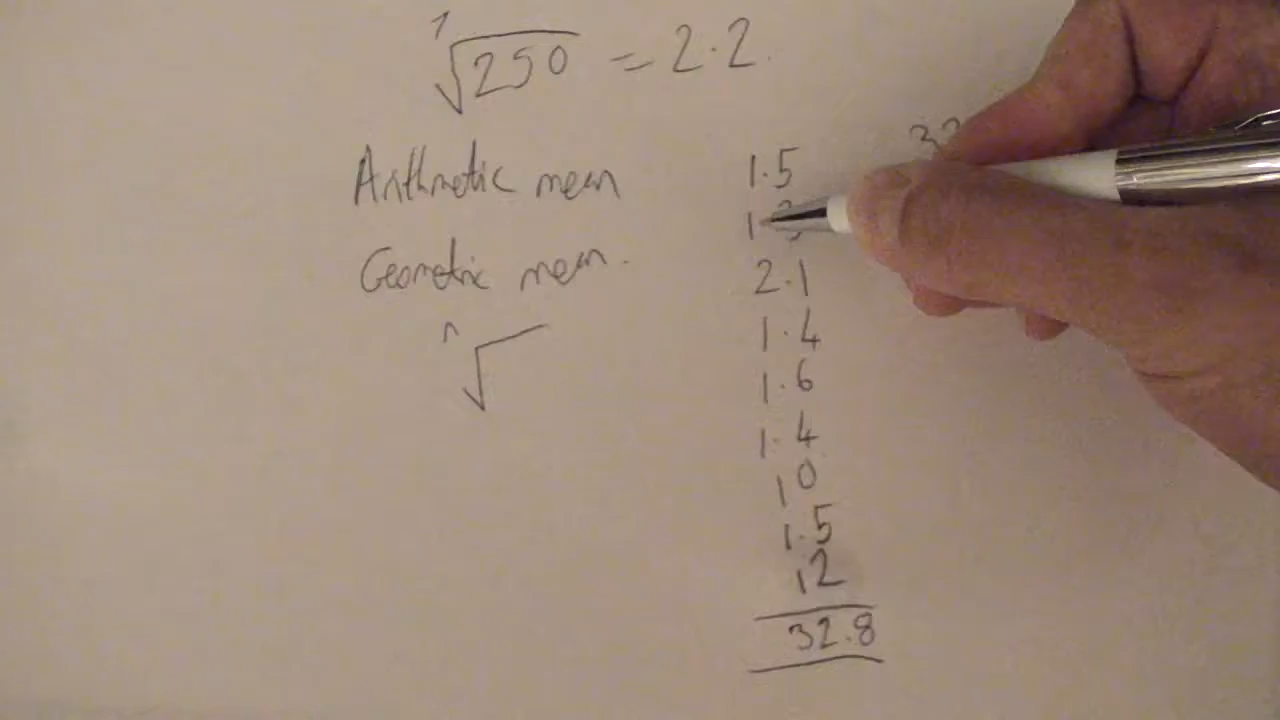 ⁷√250 = 2.2
Arithmetic mean
Geometric mean.
ⁿ√
1.5
2.1
1.4
1.6
1.4
10
1.5
12
32.8